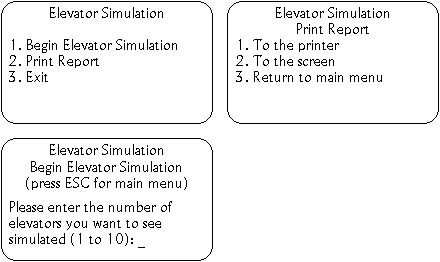 Elevator Simulation
1. Begin Elevator Simulation
2. Print Report
3. Exit
Elevator Simulation
Print Report
1. To the printer
2. To the screen
3. Return to main menu
Elevator Simulation
Begin Elevator Simulation
(press ESC for main menu)
Please enter the number of
elevators you want to see
simulated (1 to 10): _